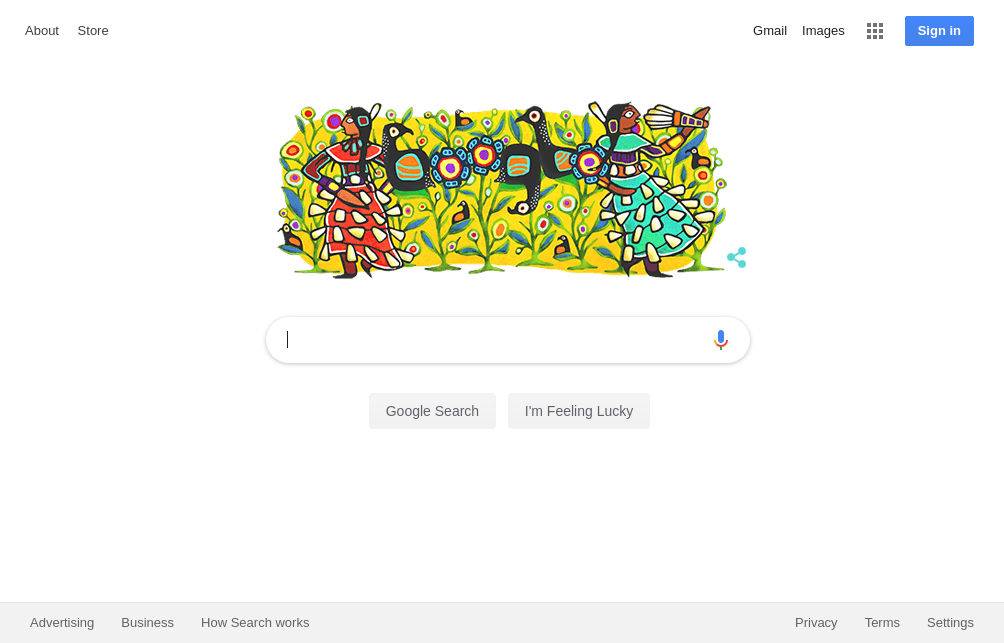 About Store Gmail Images Sign in
Google Search I'm Feeling Lucky
Advertising Business How Search works Privacy Terms Settings